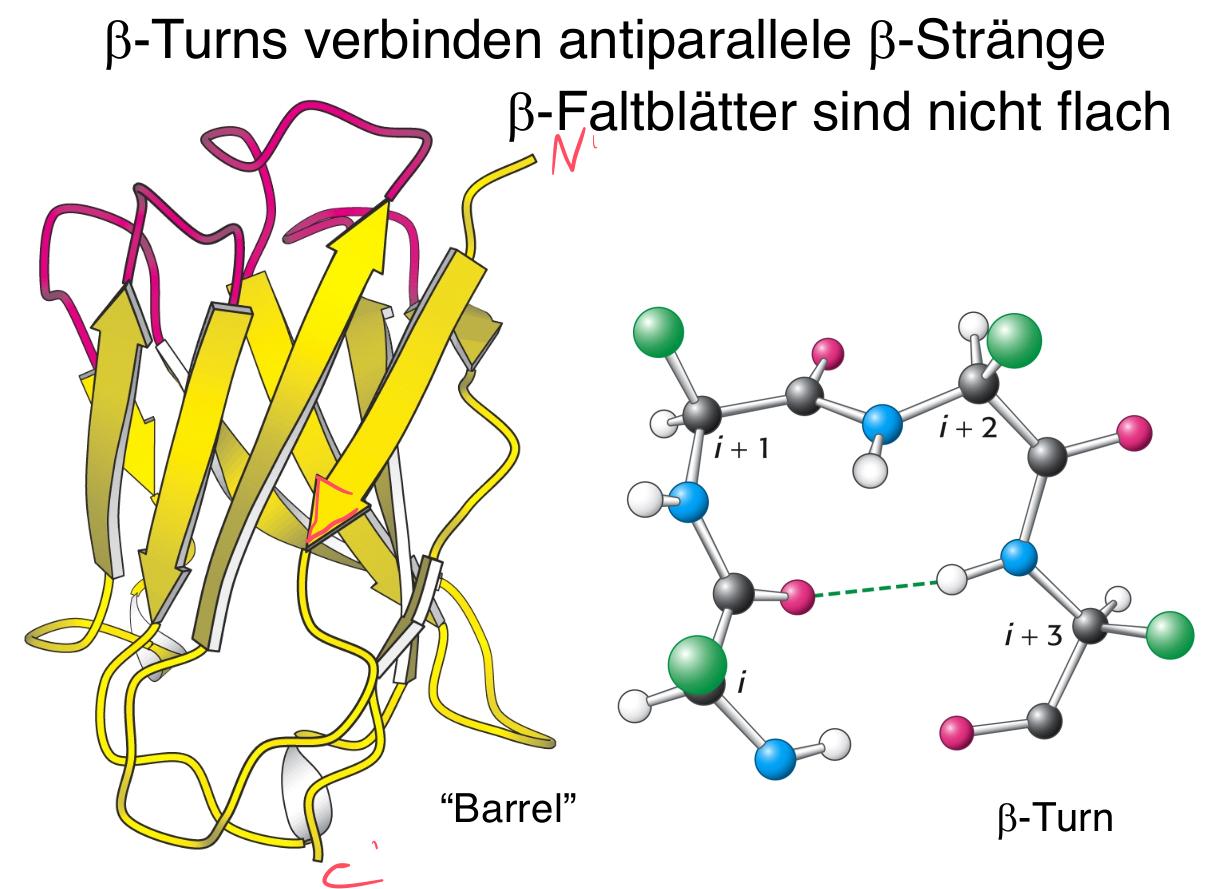 β-Turns verbinden antiparallele β-Stränge
β-Faltblätter sind nicht flach
N
i + 1
i + 2
i + 3
i
"Barrel"
β-Turn
C